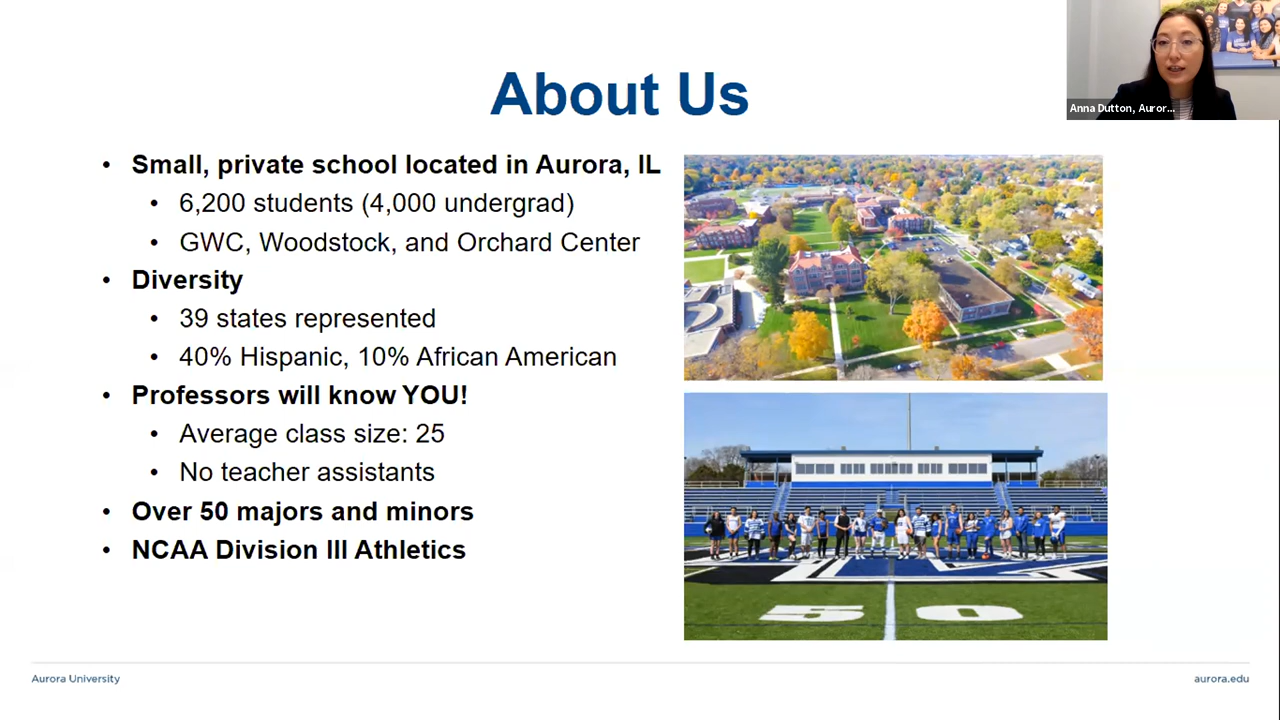 About Us
Anna Dutton, Auror...
• Small, private school located in Aurora, IL
• 6,200 students (4,000 undergrad)
• GWC, Woodstock, and Orchard Center
• Diversity
• 39 states represented
• 40% Hispanic, 10% African American
• Professors will know YOU!
• Average class size: 25
• No teacher assistants
• Over 50 majors and minors
• NCAA Division III Athletics
5 0
Aurora University
aurora.edu